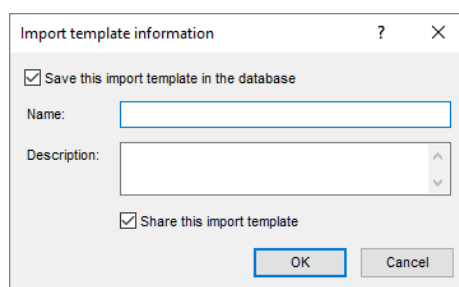 Import template information ?
Save this import template in the database
Name:
Description:
Share this import template
OK Cancel